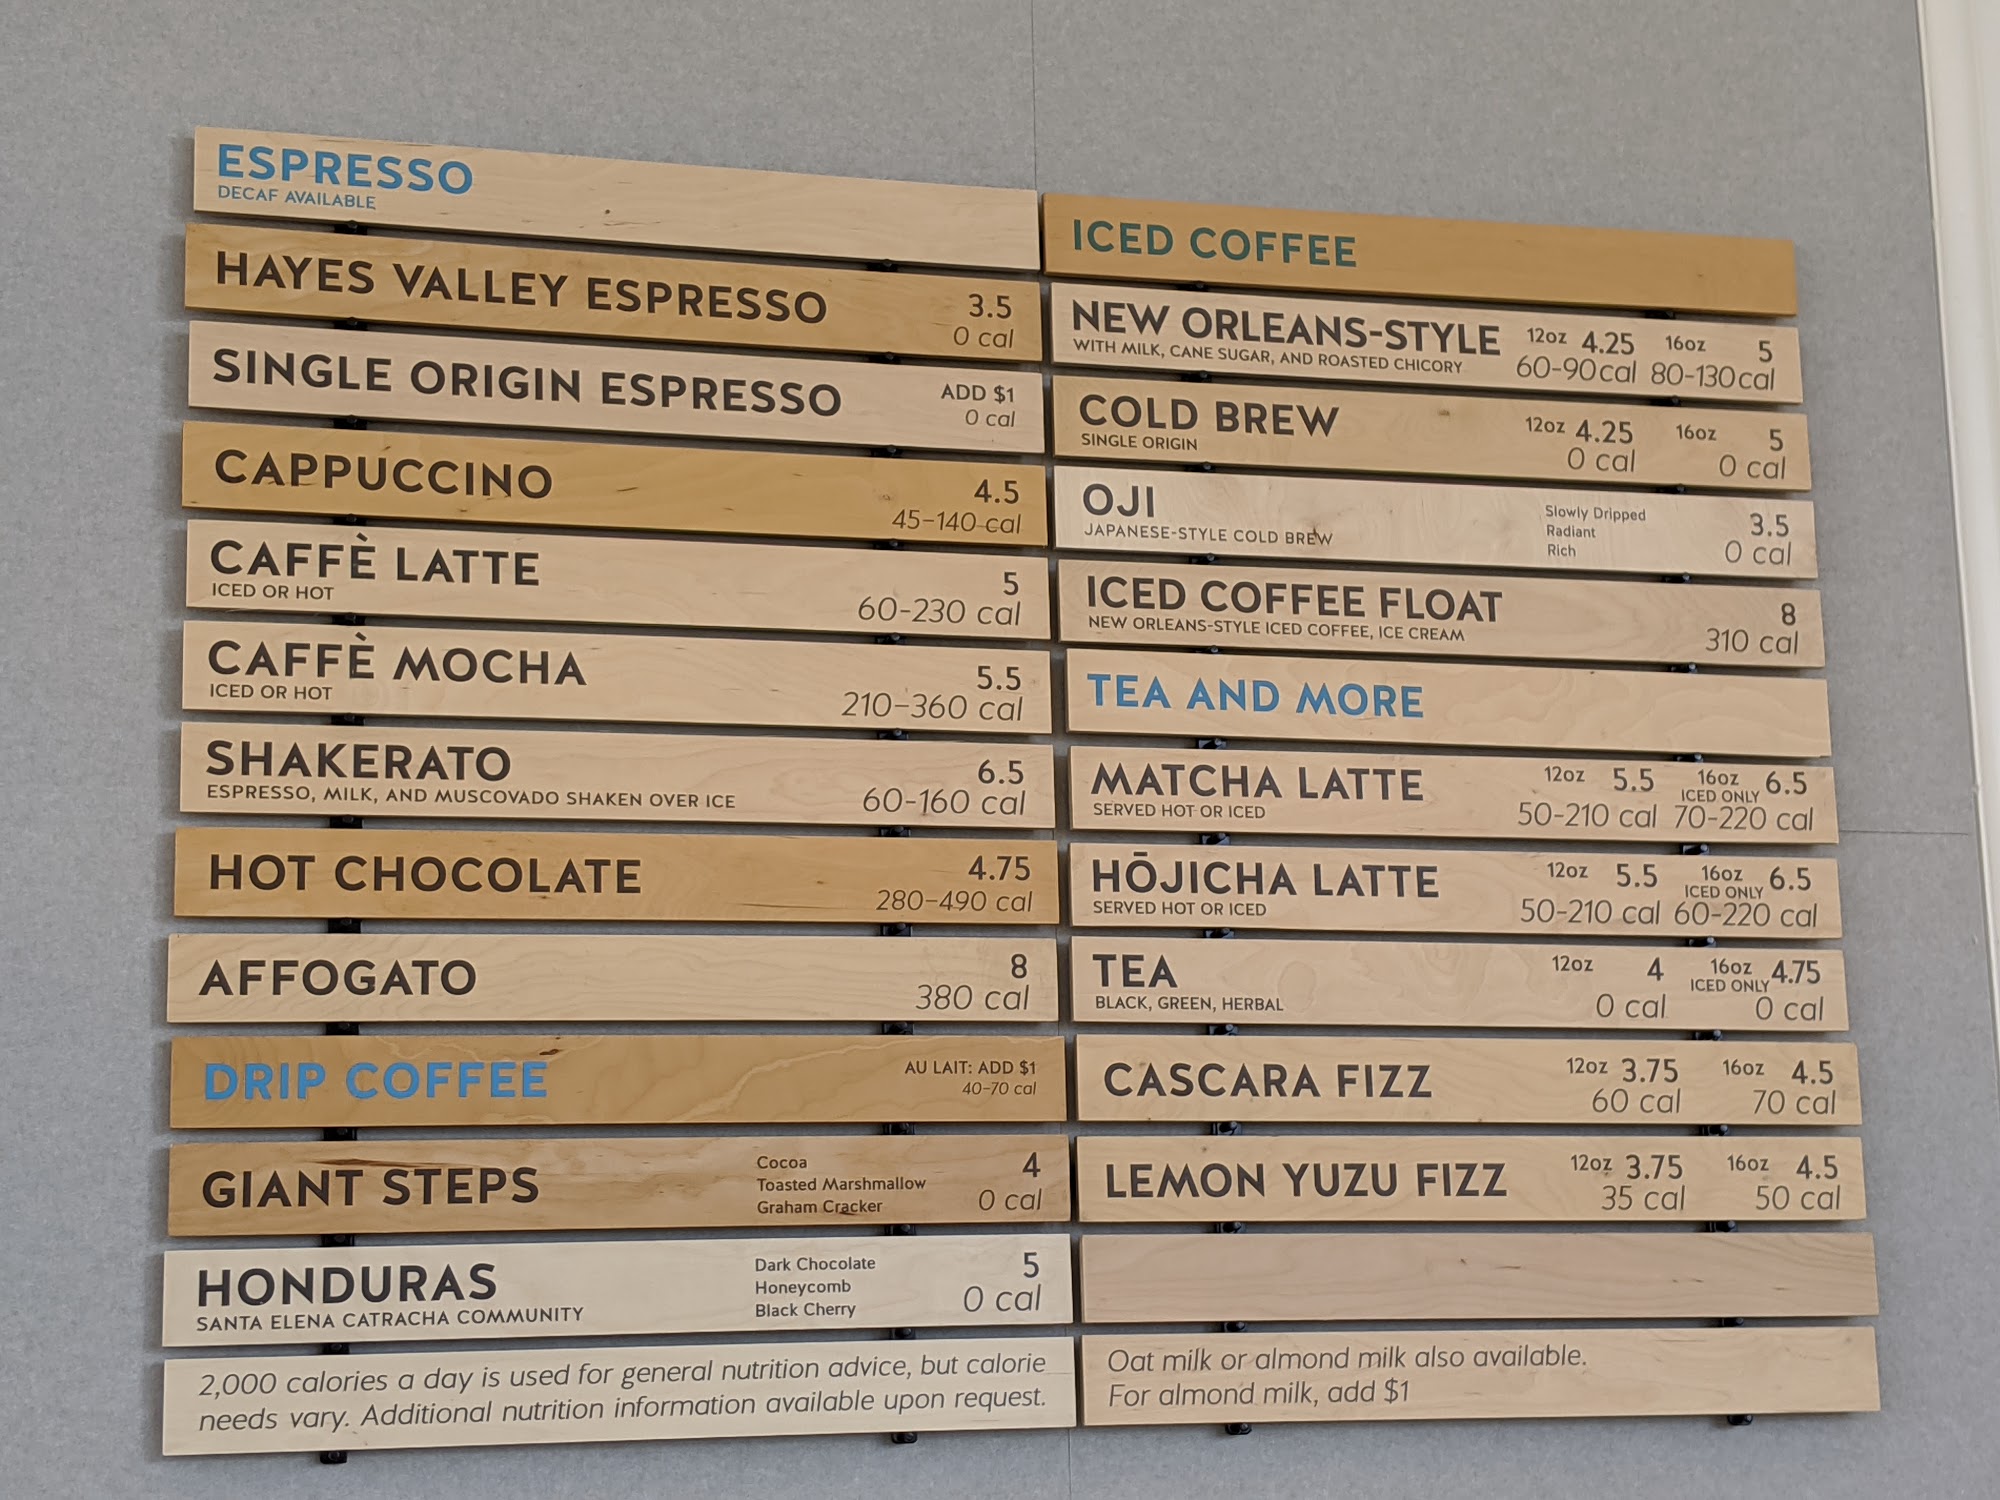 ESPRESSO
DECAF AVAILABLE
HAYES VALLEY ESPRESSO 3.5
0 cal
SINGLE ORIGIN ESPRESSO ADD $1
0 cal
CAPPUCCINO 4.5
45-140 cal
CAFFÈ LATTE 5
ICED OR HOT 60-230 cal
CAFFÈ MOCHA 5.5
ICED OR HOT 210-360 cal
SHAKERATO 6.5
ESPRESSO, MILK, AND MUSCOVADO SHAKEN OVER ICE 60-160 cal
HOT CHOCOLATE 4.75
280-490 cal
AFFOGATO 8
380 cal
DRIP COFFEE AU LAIT: ADD $1
40-70 cal
GIANT STEPS Cocoa 4
Toasted Marshmallow
Graham Cracker 0 cal
HONDURAS Dark Chocolate 5
Honeycomb
SANTA ELENA CATRACHA COMMUNITY Black Cherry 0 cal
2,000 calories a day is used for general nutrition advice, but calorie
needs vary. Additional nutrition information available upon request.
ICED COFFEE
NEW ORLEANS-STYLE 12oz 4.25 16oz 5
WITH MILK, CANE SUGAR, AND ROASTED CHICORY 60-90cal 80-130cal
COLD BREW 12oz 4.25 16oz 5
SINGLE ORIGIN 0 cal 0 cal
OJI Slowly Dripped 3.5
JAPANESE-STYLE COLD BREW Radiant
Rich 0 cal
ICED COFFEE FLOAT 8
NEW ORLEANS-STYLE ICED COFFEE, ICE CREAM 310 cal
TEA AND MORE
MATCHA LATTE 12oz 5.5 16oz 6.5
ICED ONLY
SERVED HOT OR ICED 50-210 cal 70-220 cal
HŌJICHA LATTE 12oz 5.5 16oz 6.5
ICED ONLY
SERVED HOT OR ICED 50-210 cal 60-220 cal
TEA 12oz 4 16oz 4.75
ICED ONLY
BLACK, GREEN, HERBAL 0 cal 0 cal
CASCARA FIZZ 12oz 3.75 16oz 4.5
60 cal 70 cal
LEMON YUZU FIZZ 12oz 3.75 16oz 4.5
35 cal 50 cal
Oat milk or almond milk also available.
For almond milk, add $1